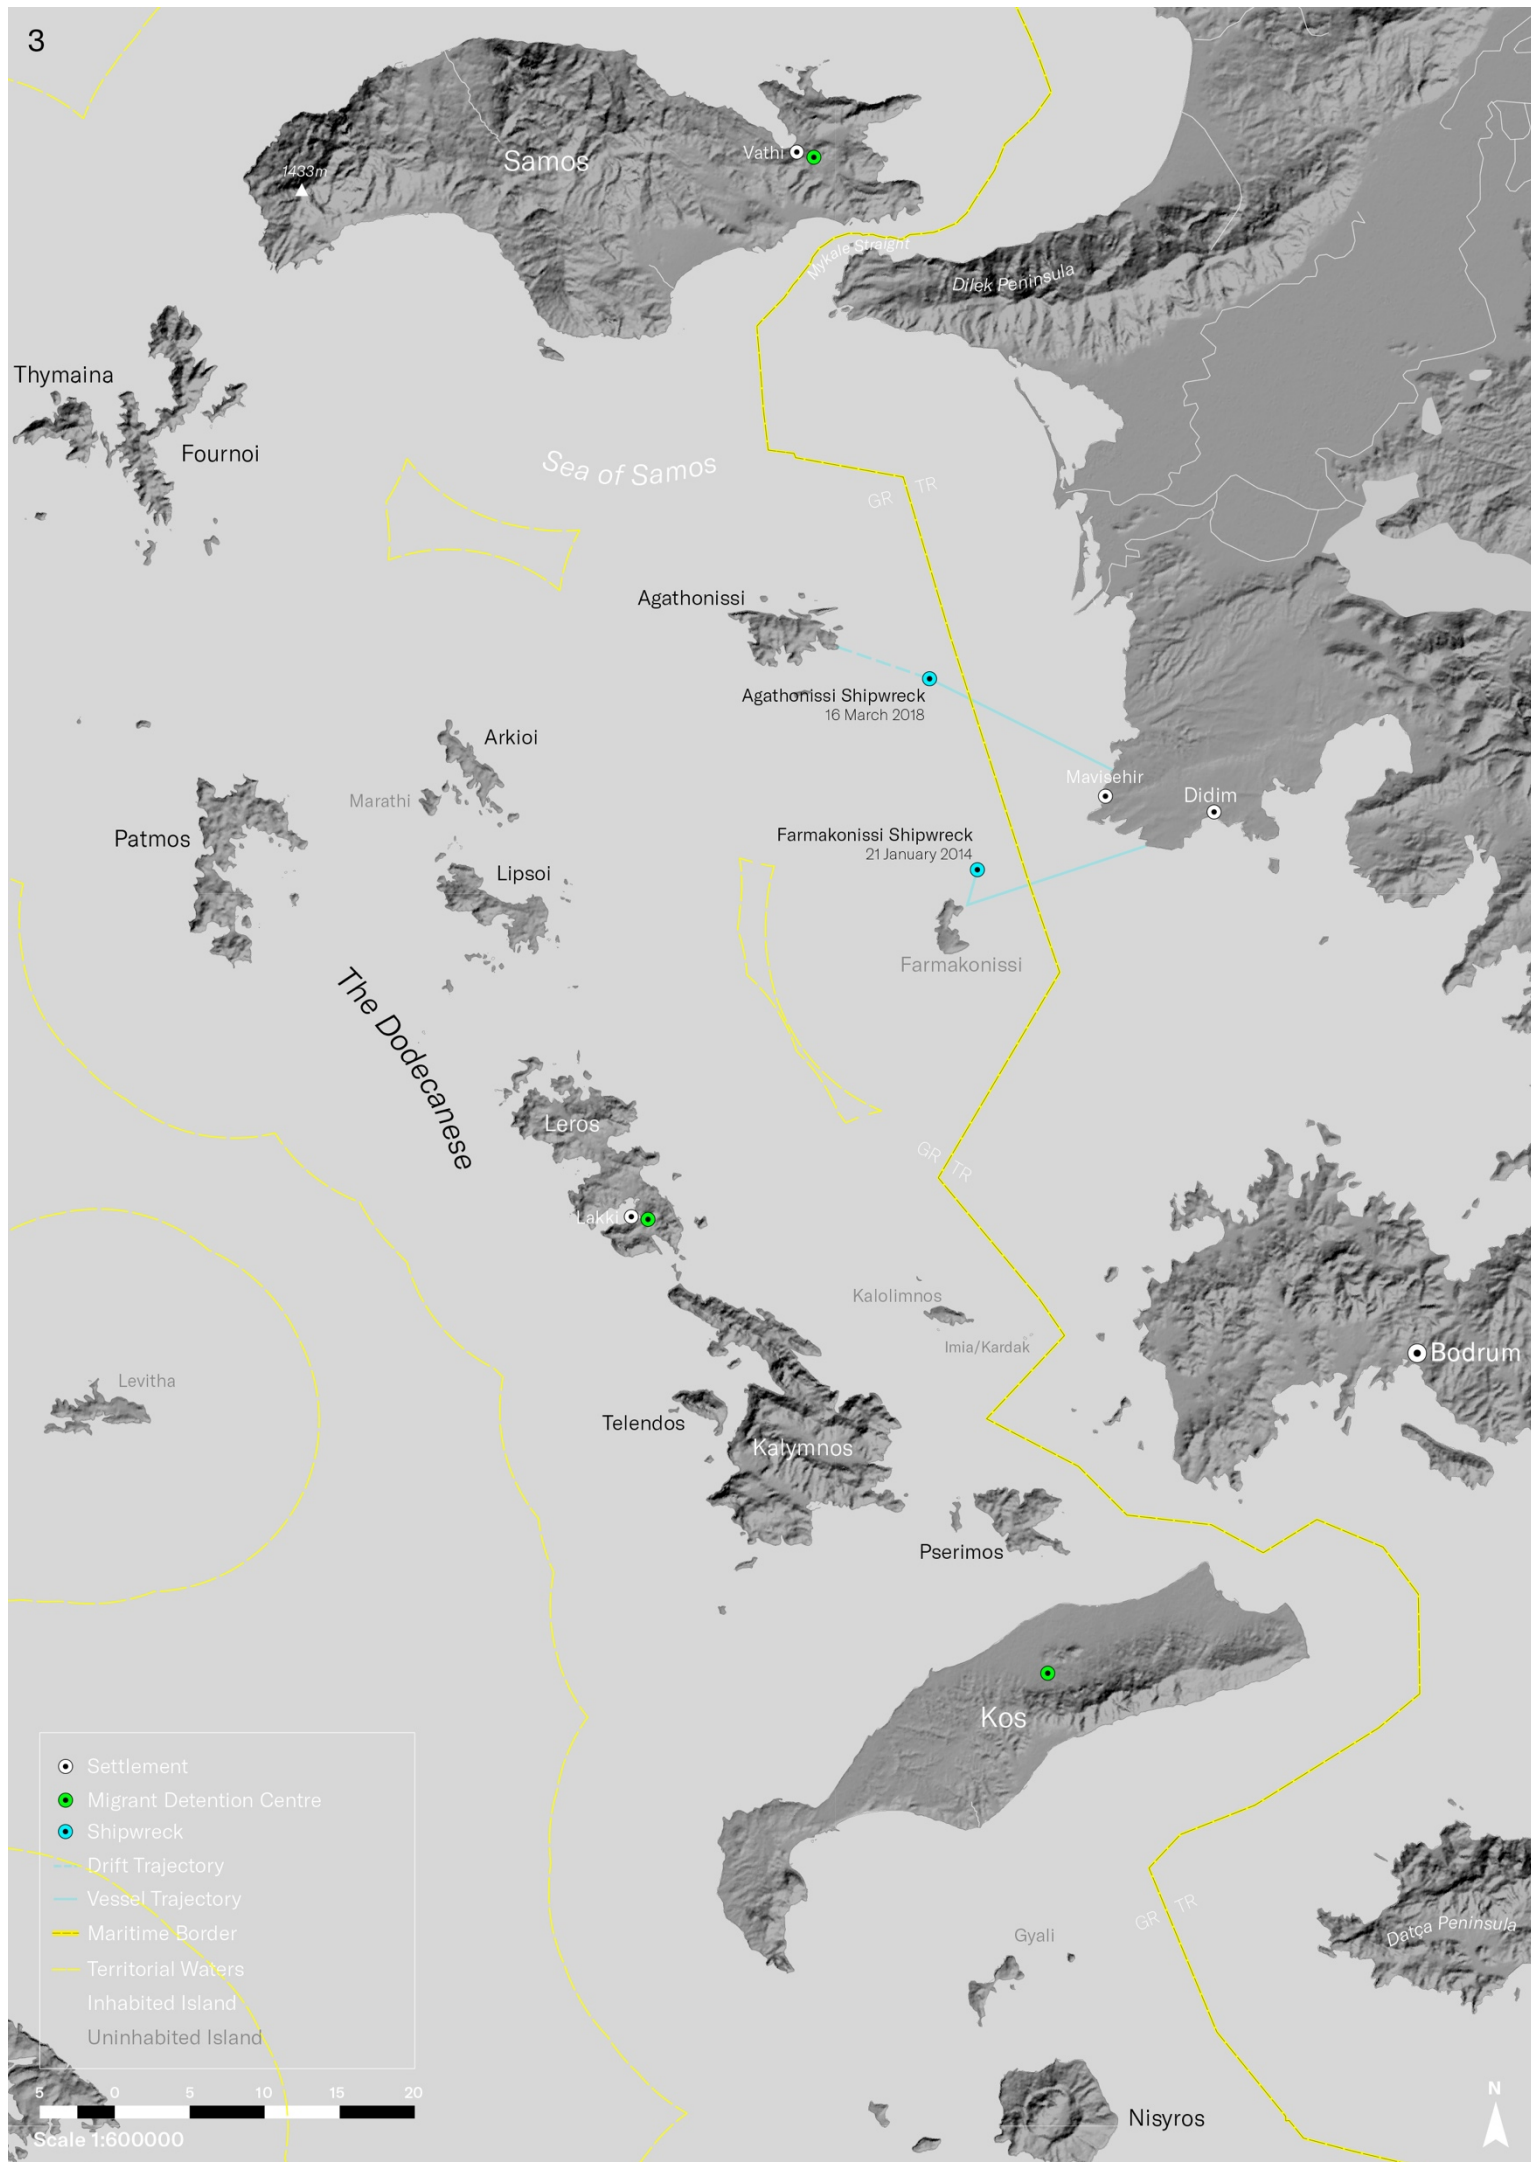 3
1433m
Samos
Vathi
Mykale Straight
Dilek Peninsula
Thymaina
Fournoi
Sea of Samos
GR TR
Agathonissi
Agathonissi Shipwreck
16 March 2018
Arkioi
Marathi
Mavisehir
Didim
Patmos
Farmakonissi Shipwreck
21 January 2014
Lipsoi
Farmakonissi
The Dodecanese
Leros
GR TR
Lakki
Kalolimnos
Imia/Kardak
Bodrum
Levitha
Telendos
Kalymnos
Pserimos
Kos
Settlement
Migrant Detention Centre
Shipwreck
Drift Trajectory
Vessel Trajectory
Maritime Border
Territorial Waters
Inhabited Island
Uninhabited Island
GR TR
Datça Peninsula
Gyali
5 0 5 10 15 20
Scale 1:600000
Nisyros
N